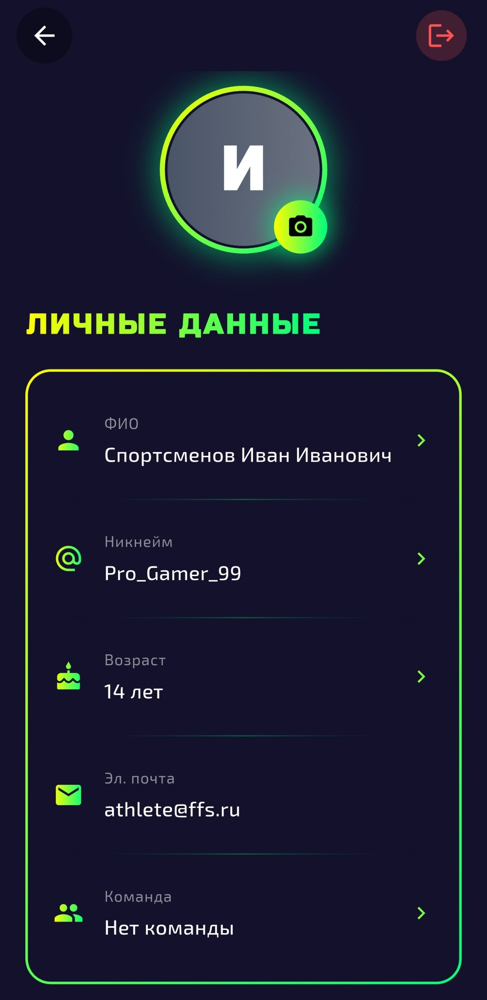 И
ЛИЧНЫЕ ДАННЫЕ
ФИО
Спортсменов Иван Иванович
Никнейм
Pro_Gamer_99
Возраст
14 лет
Эл. почта
athlete@ffs.ru
Команда
Нет команды